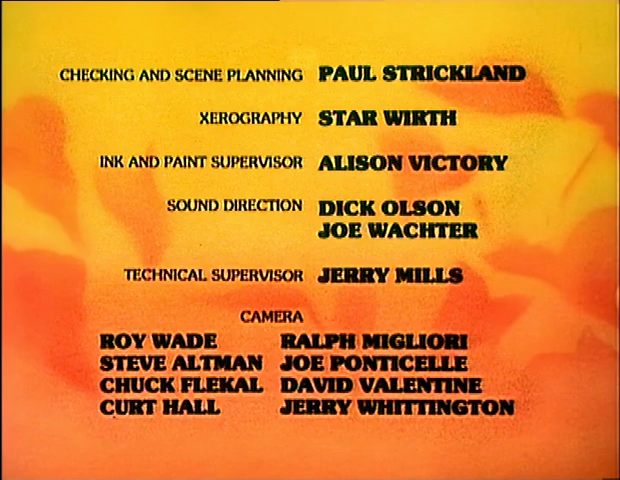 CHECKING AND SCENE PLANNING PAUL STRICKLAND
XEROGRAPHY STAR WIRTH
INK AND PAINT SUPERVISOR ALISON VICTORY
SOUND DIRECTION DICK OLSON
JOE WACHTER
TECHNICAL SUPERVISOR JERRY MILLS
CAMERA
ROY WADE RALPH MIGLIORI
STEVE ALTMAN JOE PONTICELLE
CHUCK FLEKAL DAVID VALENTINE
CURT HALL JERRY WHITTINGTON